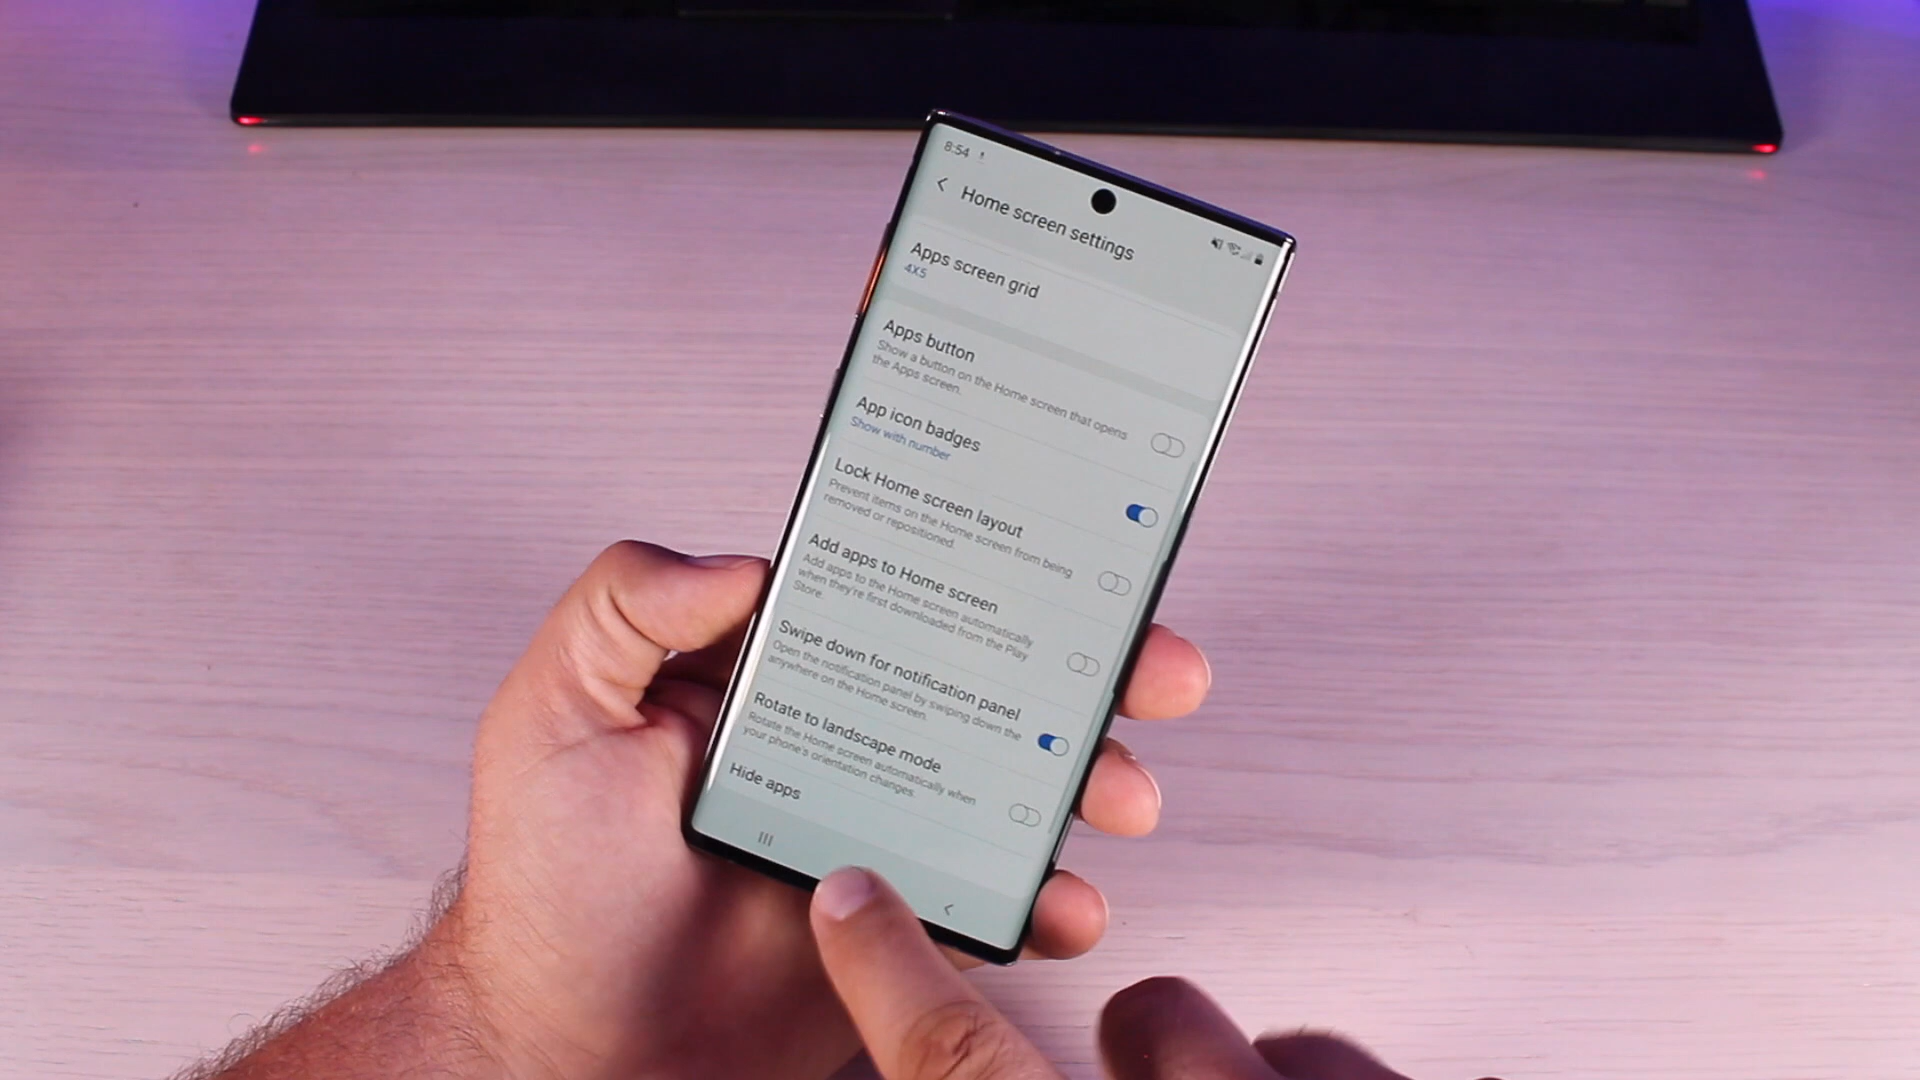 8:54
Home screen settings
Apps screen grid
4X5
Apps button
Show a button on the Home screen that opens
the Apps screen.
App icon badges
Show with number
Lock Home screen layout
Prevent items on the Home screen from being
removed or repositioned.
Add apps to Home screen
Add apps to the Home screen automatically
when they're first downloaded from the Play
Store.
Swipe down for notification panel
Open the notification panel by swiping down the
anywhere on the Home screen.
Rotate to landscape mode
Rotate the Home screen automatically when
your phone's orientation changes.
Hide apps